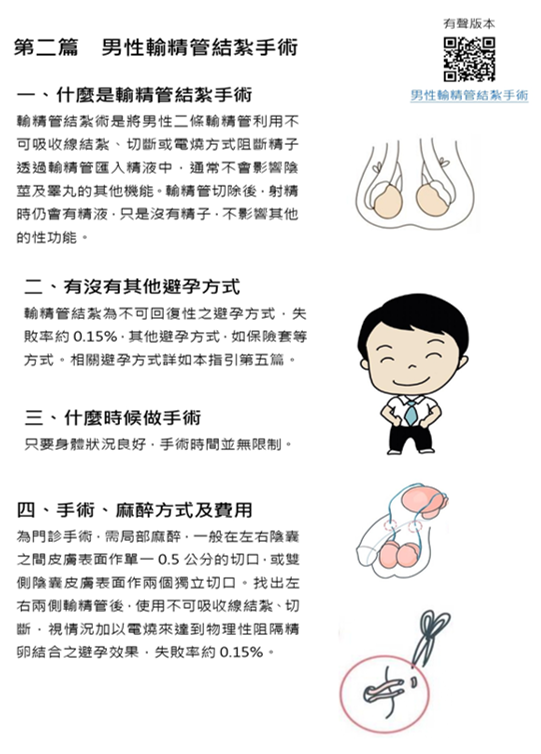 有聲版本
第二篇　男性輸精管結紮手術
男性輸精管結紮手術
一、什麼是輸精管結紮手術
輸精管結紮術是將男性二條輸精管利用不
可吸收線結紮、切斷或電燒方式阻斷精子
透過輸精管匯入精液中，通常不會影響陰
莖及睪丸的其他機能。輸精管切除後，射精
時仍會有精液，只是沒有精子，不影響其他
的性功能。
二、有沒有其他避孕方式
輸精管結紮為不可回復性之避孕方式，失
敗率約 0.15%，其他避孕方式，如保險套等
方式。相關避孕方式詳如本指引第五篇。
三、什麼時候做手術
只要身體狀況良好，手術時間並無限制。
四、手術、麻醉方式及費用
為門診手術，需局部麻醉，一般在左右陰囊
之間皮膚表面作單一 0.5 公分的切口，或雙
側陰囊皮膚表面作兩個獨立切口。找出左
右兩側輸精管後，使用不可吸收線結紮、切
斷，視情況加以電燒來達到物理性阻隔精
卵結合之避孕效果，失敗率約 0.15%。